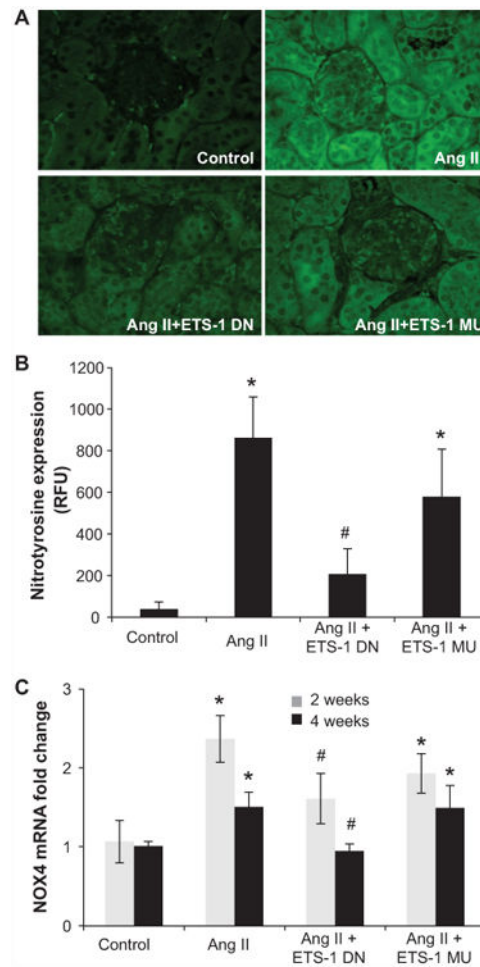 A
Control
Ang II
Ang II+ETS-1 DN
Ang II+ETS-1 MU
B
Nitrotyrosine expression
(RFU)
1200
1000
800
600
400
200
0
*
#
*
Control
Ang II
Ang II +
ETS-1 DN
Ang II +
ETS-1 MU
C
NOX4 mRNA fold change
3
2
1
0
2 weeks
4 weeks
*
*
#
#
*
*
Control
Ang II
Ang II +
ETS-1 DN
Ang II +
ETS-1 MU